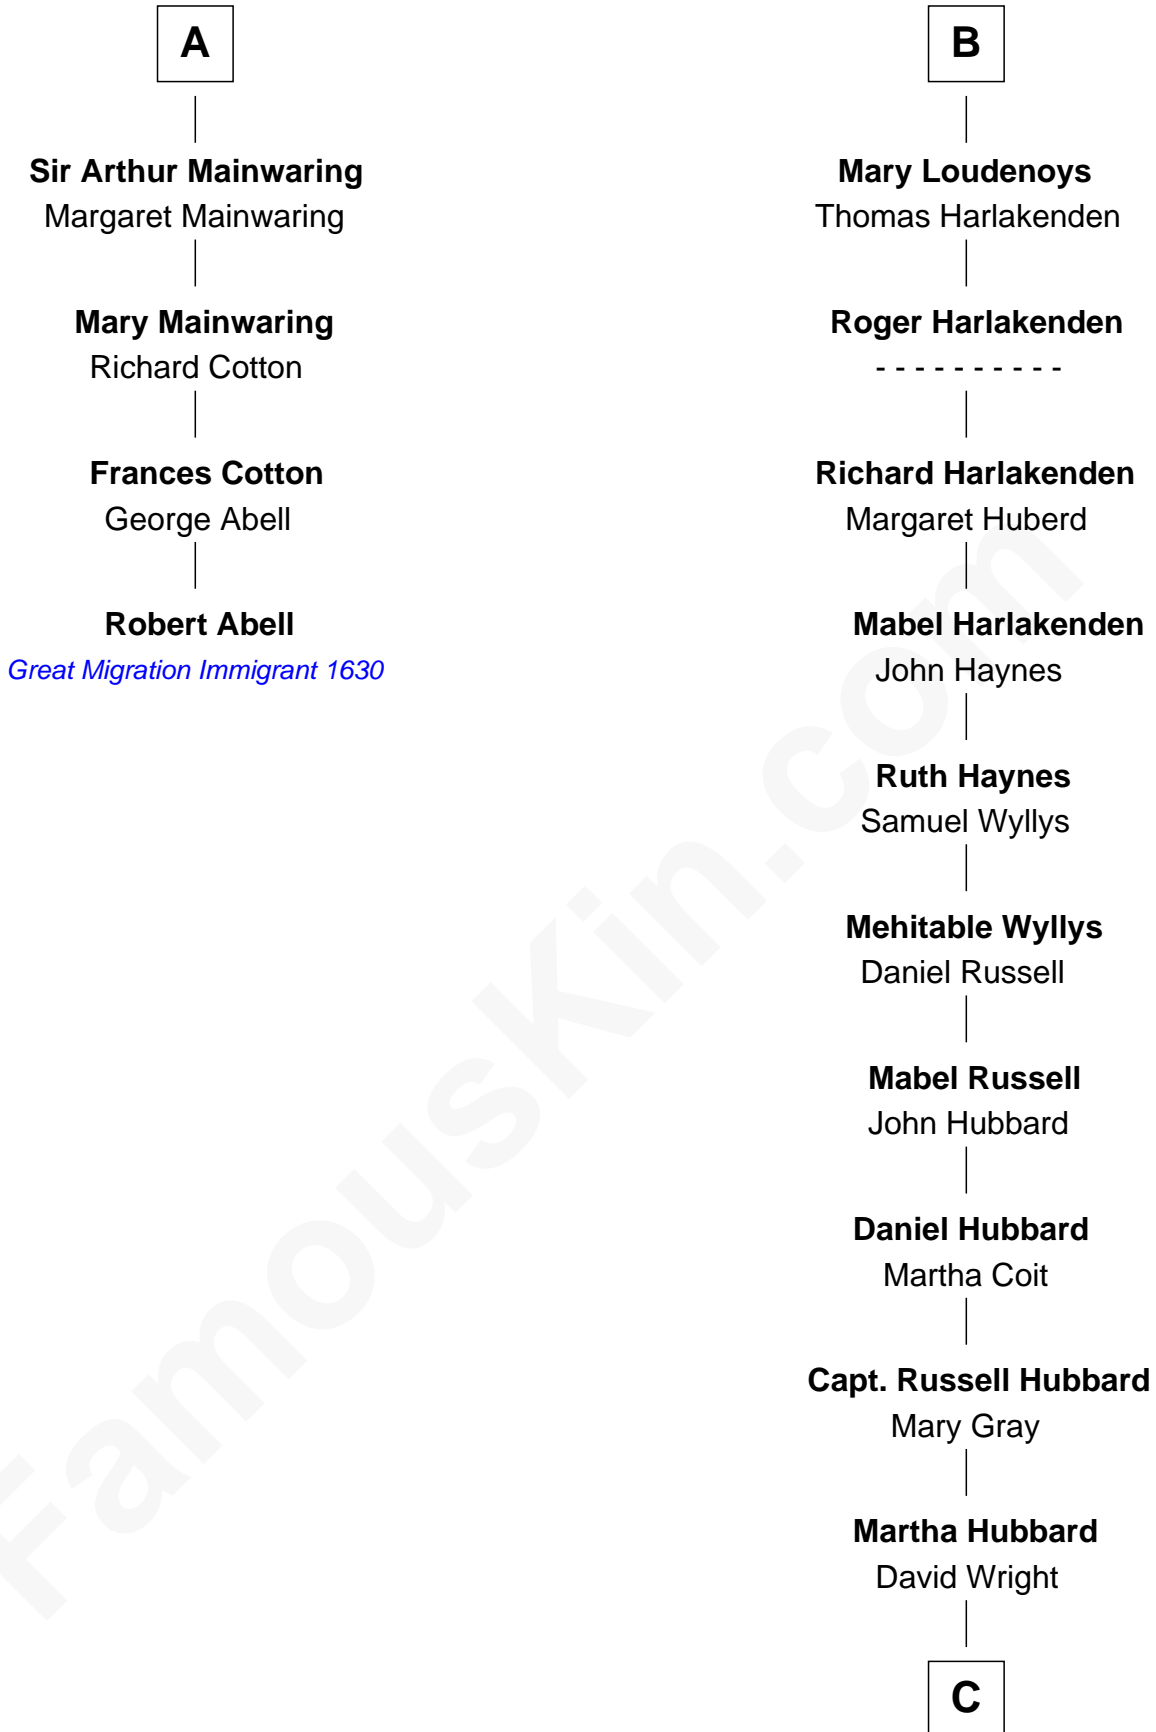 A
Sir Arthur Mainwaring
Margaret Mainwaring
Mary Mainwaring
Richard Cotton
Frances Cotton
George Abell
Robert Abell
Great Migration Immigrant 1630
B
Mary Loudenoys
Thomas Harlakenden
Roger Harlakenden
- - - - - - - - - -
Richard Harlakenden
Margaret Huberd
Mabel Harlakenden
John Haynes
Ruth Haynes
Samuel Wyllys
Mehitable Wyllys
Daniel Russell
Mabel Russell
John Hubbard
Daniel Hubbard
Martha Coit
Capt. Russell Hubbard
Mary Gray
Martha Hubbard
David Wright
C
FamousKin.com